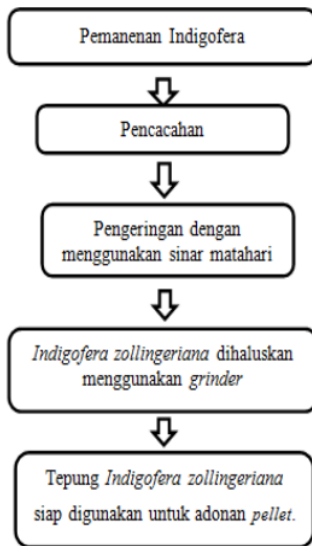 Pemanenan Indigofera
Pencacahan
Pengeringan dengan
menggunakan sinar matahari
Indigofera zollingeriana dihaluskan
menggunakan grinder
Tepung Indigofera zollingeriana
siap digunakan untuk adonan pellet.